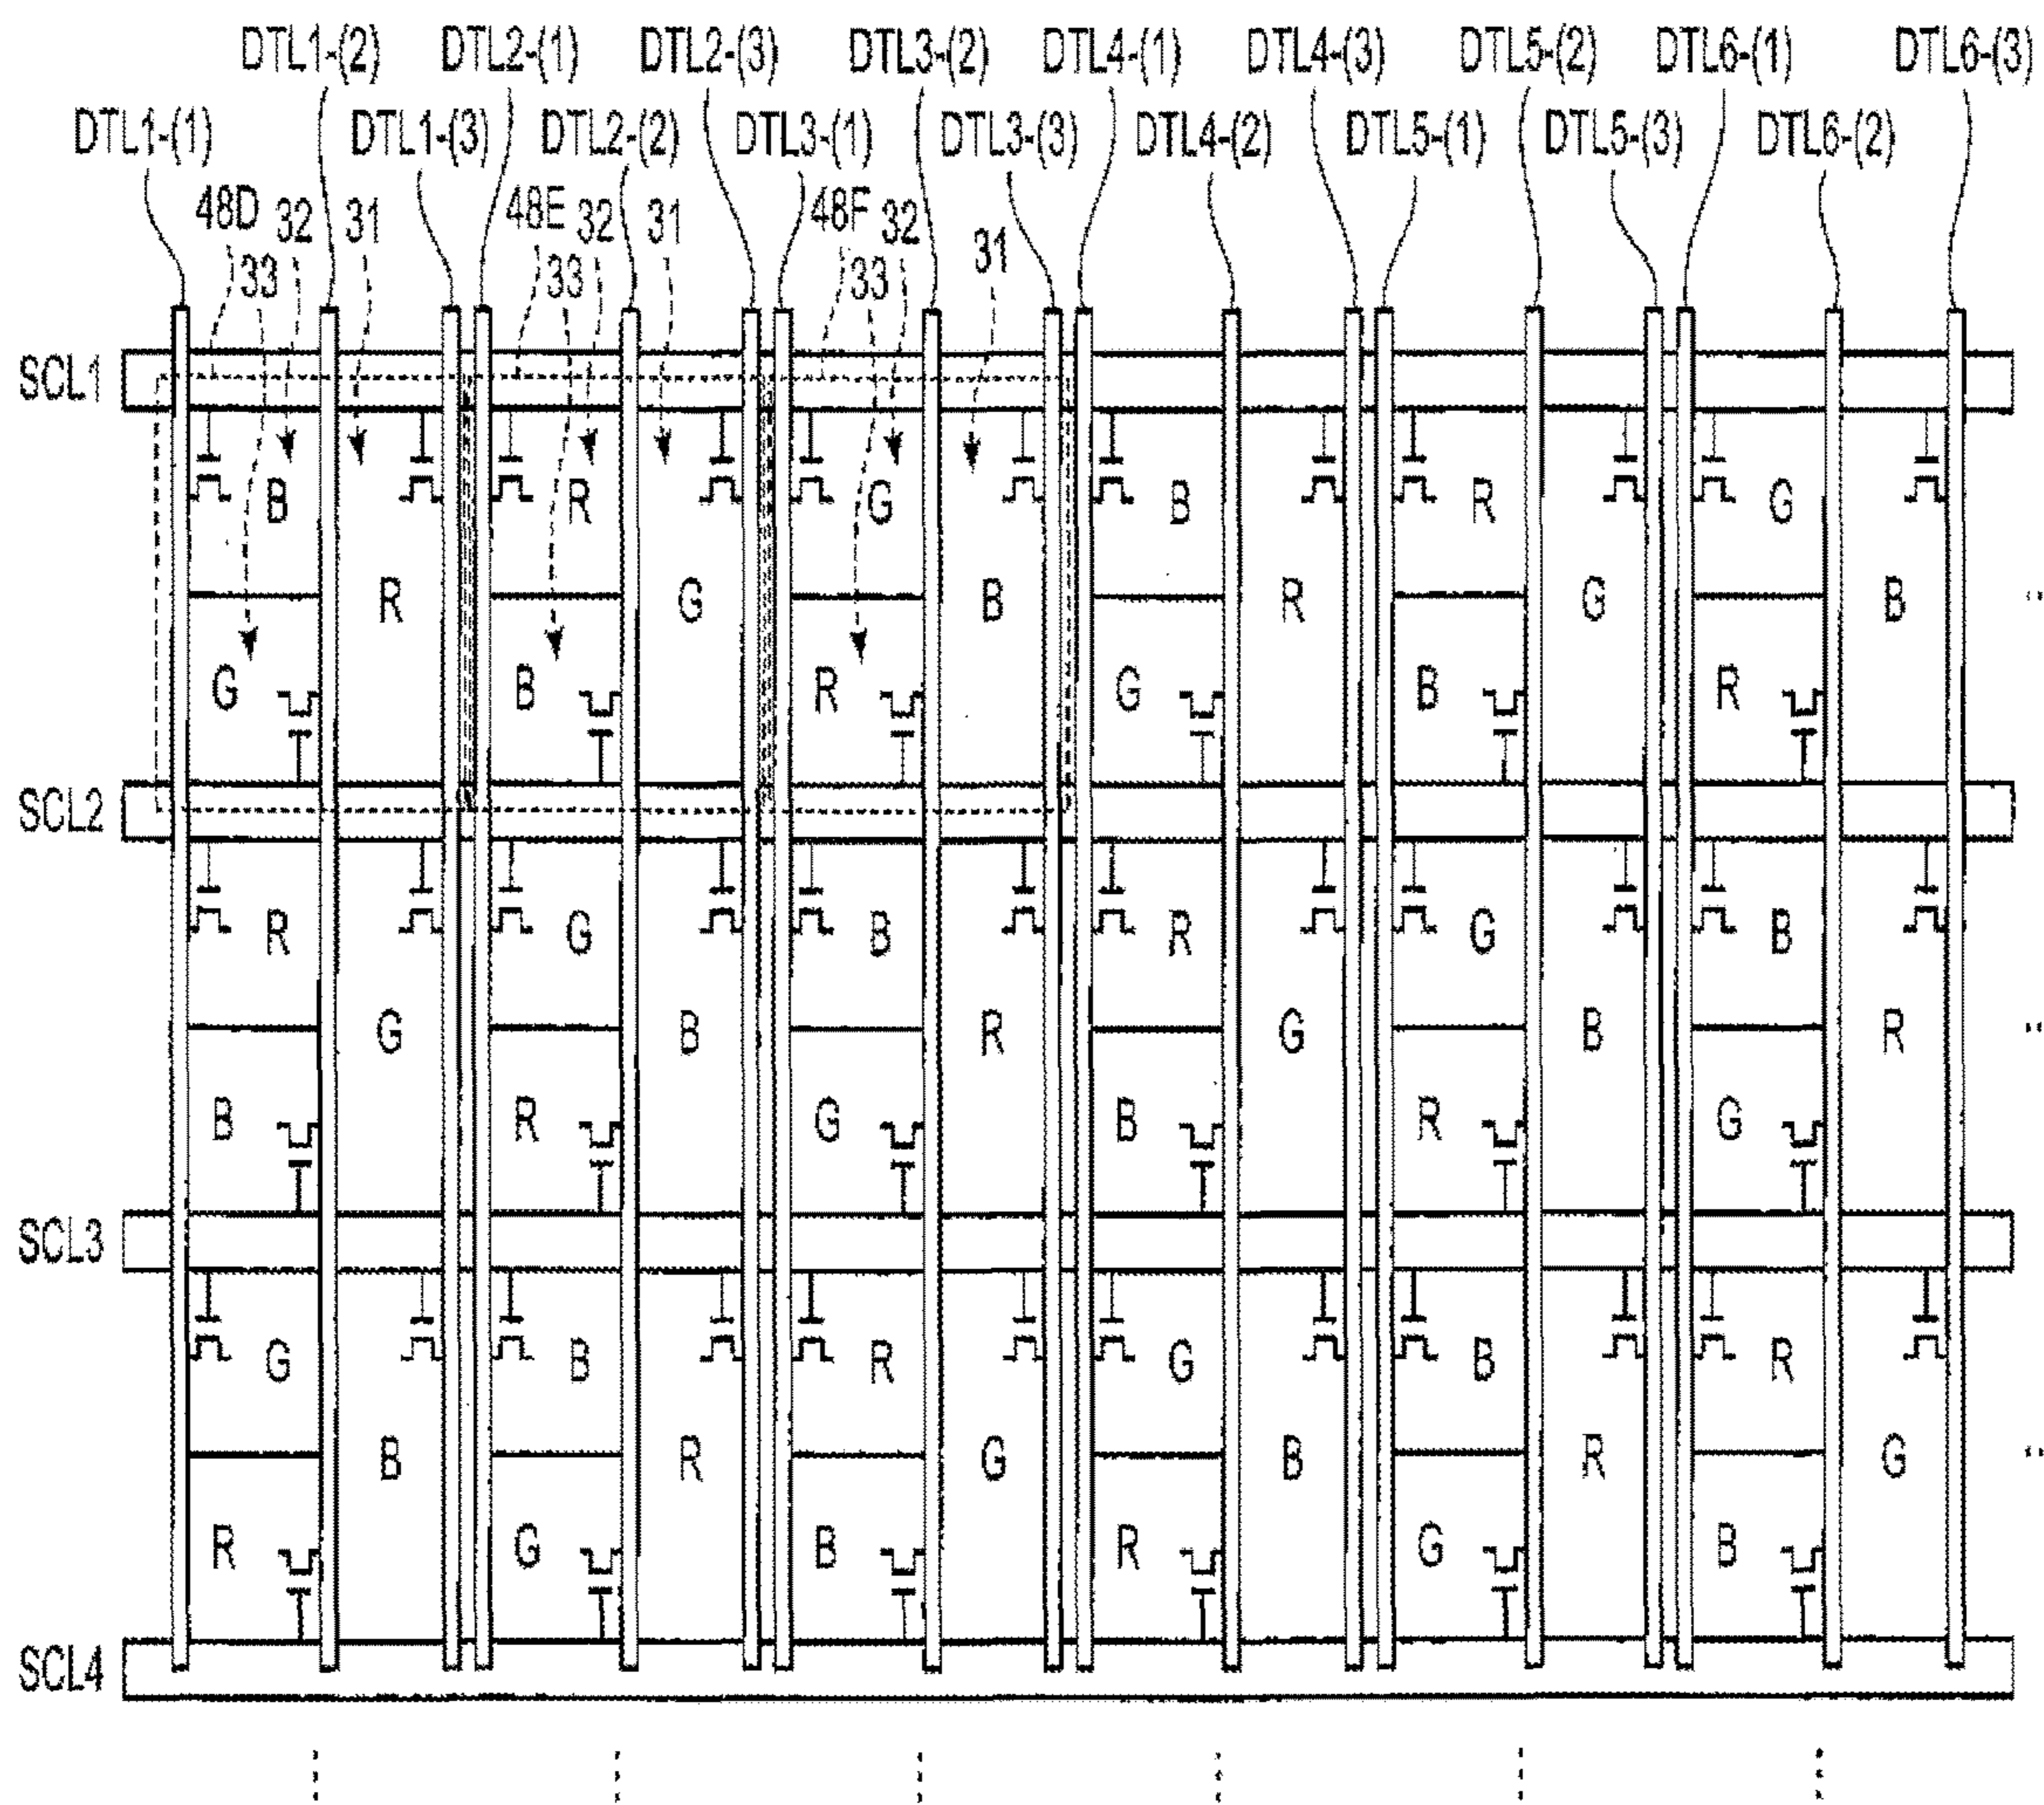 DTL1-(2) DTL2-(1) DTL2-(3) DTL3-(2) DTL4-(1) DTL4-(3) DTL5-(2) DTL6-(1) DTL6-(3)
DTL1-(1) DTL1-(3) DTL2-(2) DTL3-(1) DTL3-(3) DTL4-(2) DTL5-(1) DTL5-(3) DTL6-(2)
48D 32 31 48E 32 31 48F 32 31
33 33 33
SCL1
B R G B R G
R G B R G B
G B R G B R
SCL2
R G B R G B
G B R G B R
B R G B R G
SCL3
G B R G B R
B R G B R G
R G B R G B
SCL4